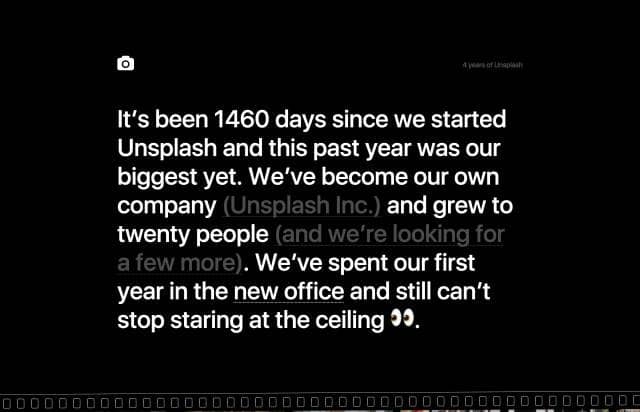 4 years of Unsplash
It’s been 1460 days since we started
Unsplash and this past year was our
biggest yet. We’ve become our own
company (Unsplash Inc.) and grew to
twenty people (and we’re looking for
a few more). We’ve spent our first
year in the new office and still can’t
stop staring at the ceiling 👀.